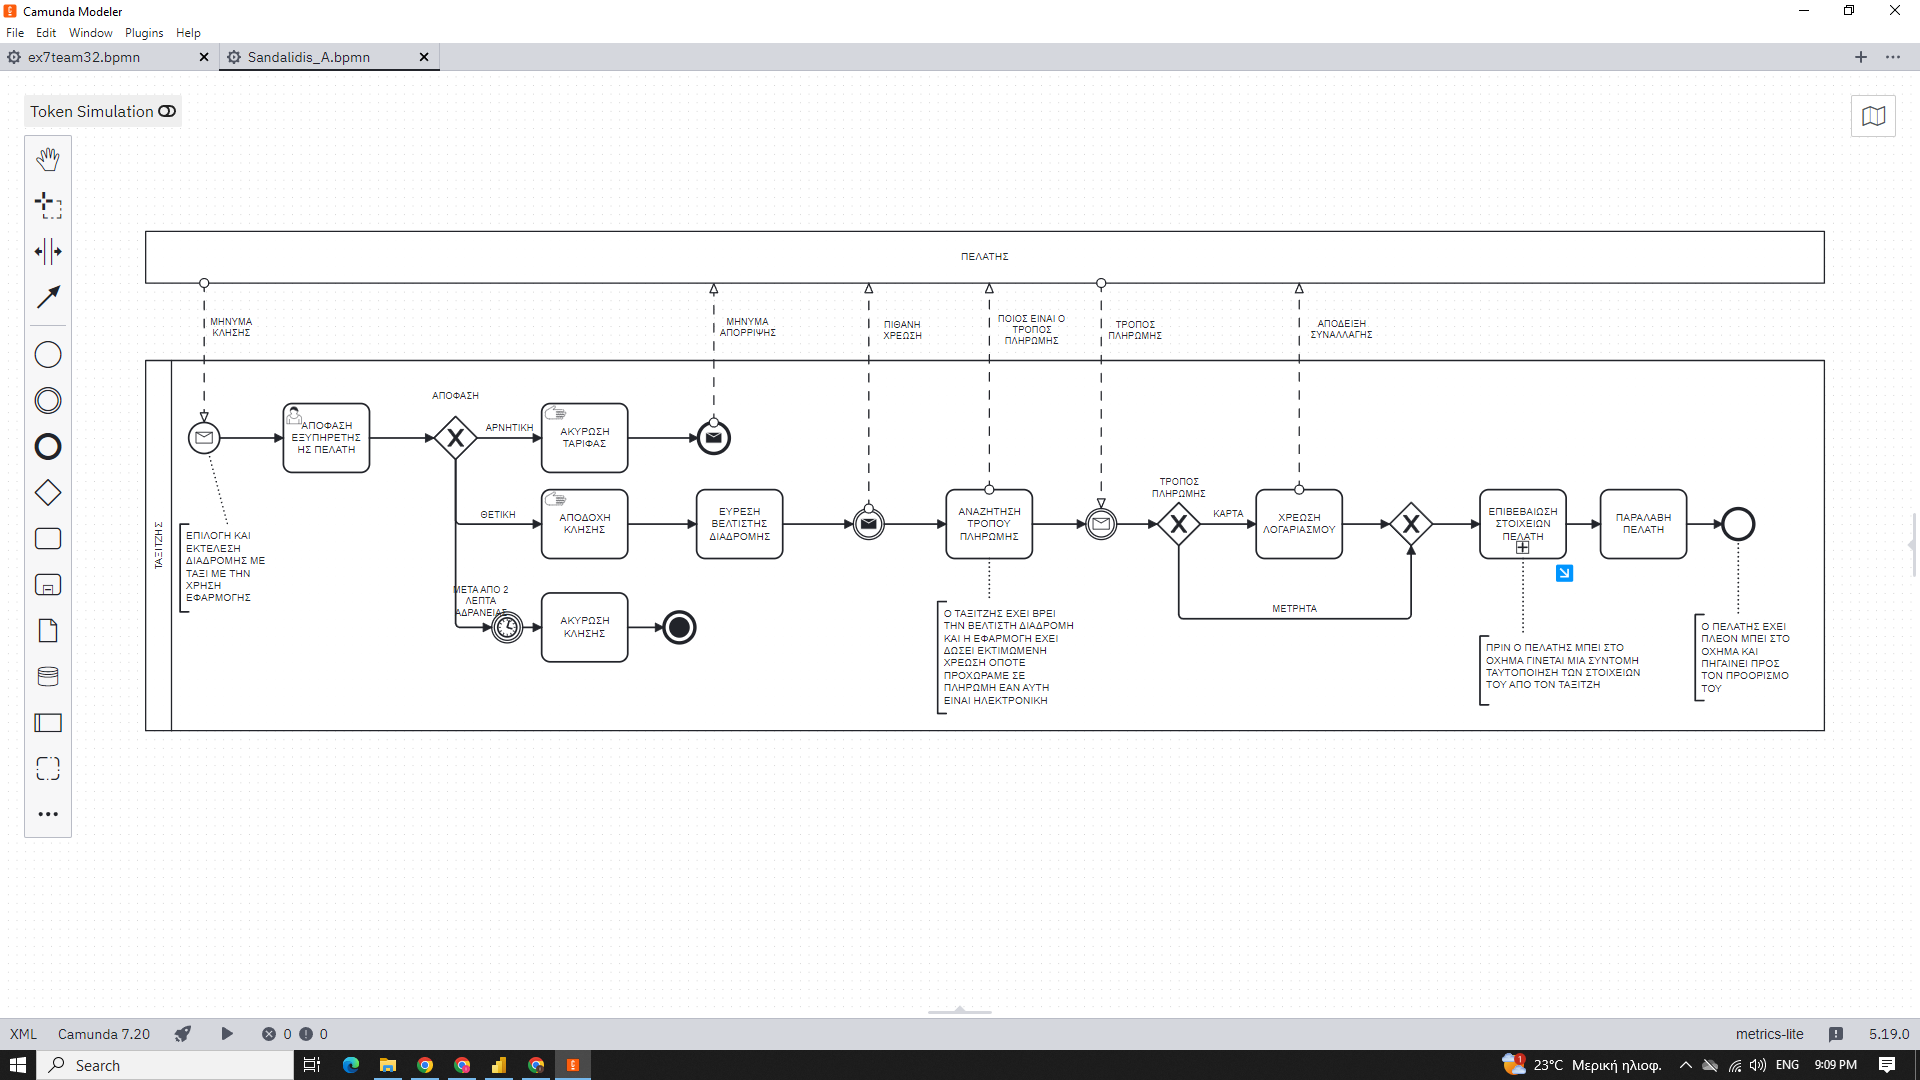 Camunda Modeler
File Edit Window Plugins Help
ex7team32.bpmn
Sandalidis_A.bpmn
Token Simulation
ΠΕΛΑΤΗΣ
ΜΗΝΥΜΑ
ΚΛΗΣΗΣ
ΜΗΝΥΜΑ
ΑΠΟΡΡΙΨΗΣ
ΠΙΘΑΝΗ
ΧΡΕΩΣΗ
ΠΟΙΟΣ ΕΙΝΑΙ Ο
ΤΡΟΠΟΣ
ΠΛΗΡΩΜΗΣ
ΤΡΟΠΟΣ
ΠΛΗΡΩΜΗΣ
ΑΠΟΔΕΙΞΗ
ΣΥΝΑΛΛΑΓΗΣ
ΤΑΞΙΤΖΗΣ
ΑΠΟΦΑΣΗ
ΕΞΥΠΗΡΕΤΗΣ
ΗΣ ΠΕΛΑΤΗ
ΑΠΟΦΑΣΗ
ΑΡΝΗΤΙΚΗ
ΑΚΥΡΩΣΗ
ΤΑΡΙΦΑΣ
ΘΕΤΙΚΗ
ΑΠΟΔΟΧΗ
ΚΛΗΣΗΣ
ΕΥΡΕΣΗ
ΒΕΛΤΙΣΤΗΣ
ΔΙΑΔΡΟΜΗΣ
ΑΝΑΖΗΤΗΣΗ
ΤΡΟΠΟΥ
ΠΛΗΡΩΜΗΣ
ΤΡΟΠΟΣ
ΠΛΗΡΩΜΗΣ
ΚΑΡΤΑ
ΧΡΕΩΣΗ
ΛΟΓΑΡΙΑΣΜΟΥ
ΕΠΙΒΕΒΑΙΩΣΗ
ΣΤΟΙΧΕΙΩΝ
ΠΕΛΑΤΗ
ΠΑΡΑΛΑΒΗ
ΠΕΛΑΤΗ
ΕΠΙΛΟΓΗ ΚΑΙ
ΕΚΤΕΛΕΣΗ
ΔΙΑΔΡΟΜΗΣ ΜΕ
ΤΑΞΙ ΜΕ ΤΗΝ
ΧΡΗΣΗ
ΕΦΑΡΜΟΓΗΣ
ΜΕΤΑ ΑΠΟ 2
ΛΕΠΤΑ
ΑΔΡΑΝΕΙΑΣ
ΑΚΥΡΩΣΗ
ΚΛΗΣΗΣ
ΜΕΤΡΗΤΑ
Ο ΤΑΞΙΤΖΗΣ ΕΧΕΙ ΒΡΕΙ
ΤΗΝ ΒΕΛΤΙΣΤΗ ΔΙΑΔΡΟΜΗ
ΚΑΙ Η ΕΦΑΡΜΟΓΗ ΕΧΕΙ
ΔΩΣΕΙ ΕΚΤΙΜΩΜΕΝΗ
ΧΡΕΩΣΗ ΟΠΟΤΕ
ΠΡΟΧΩΡΑΜΕ ΣΕ
ΠΛΗΡΩΜΗ ΕΑΝ ΑΥΤΗ
ΕΙΝΑΙ ΗΛΕΚΤΡΟΝΙΚΗ
ΠΡΙΝ Ο ΠΕΛΑΤΗΣ ΜΠΕΙ ΣΤΟ
ΟΧΗΜΑ ΓΙΝΕΤΑΙ ΜΙΑ ΣΥΝΤΟΜΗ
ΤΑΥΤΟΠΟΙΗΣΗ ΤΩΝ ΣΤΟΙΧΕΙΩΝ
ΤΟΥ ΑΠΟ ΤΟΝ ΤΑΞΙΤΖΗ
Ο ΠΕΛΑΤΗΣ ΕΧΕΙ
ΠΛΕΟΝ ΜΠΕΙ ΣΤΟ
ΟΧΗΜΑ ΚΑΙ
ΠΗΓΑΙΝΕΙ ΠΡΟΣ
ΤΟΝ ΠΡΟΟΡΙΣΜΟ
ΤΟΥ
XML Camunda 7.20 0 0 metrics-lite 5.19.0
Search 1 23°C Μερική ηλιοφ. ENG 9:09 PM